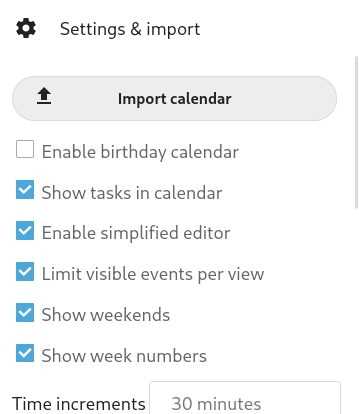 Settings & import
Import calendar
Enable birthday calendar
Show tasks in calendar
Enable simplified editor
Limit visible events per view
Show weekends
Show week numbers
Time increments 30 minutes